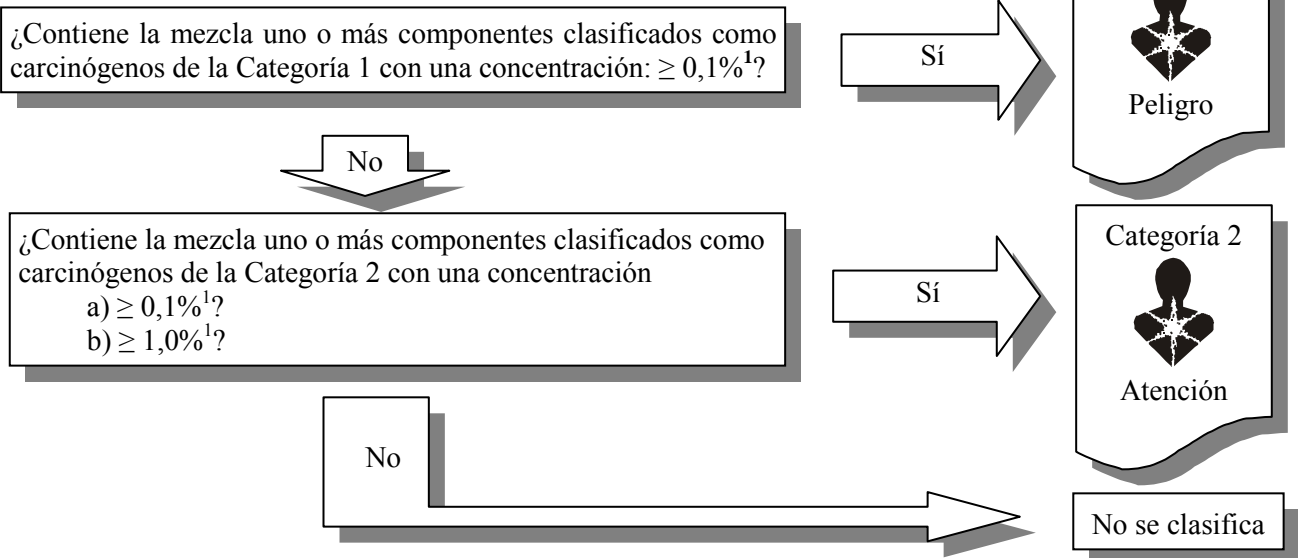 ¿Contiene la mezcla uno o más componentes clasificados como
carcinógenos de la Categoría 1 con una concentración: ≥ 0,1%¹?
Sí
Peligro
No
¿Contiene la mezcla uno o más componentes clasificados como
carcinógenos de la Categoría 2 con una concentración
a) ≥ 0,1%¹?
b) ≥ 1,0%¹?
Sí
Categoría 2
Atención
No
No se clasifica